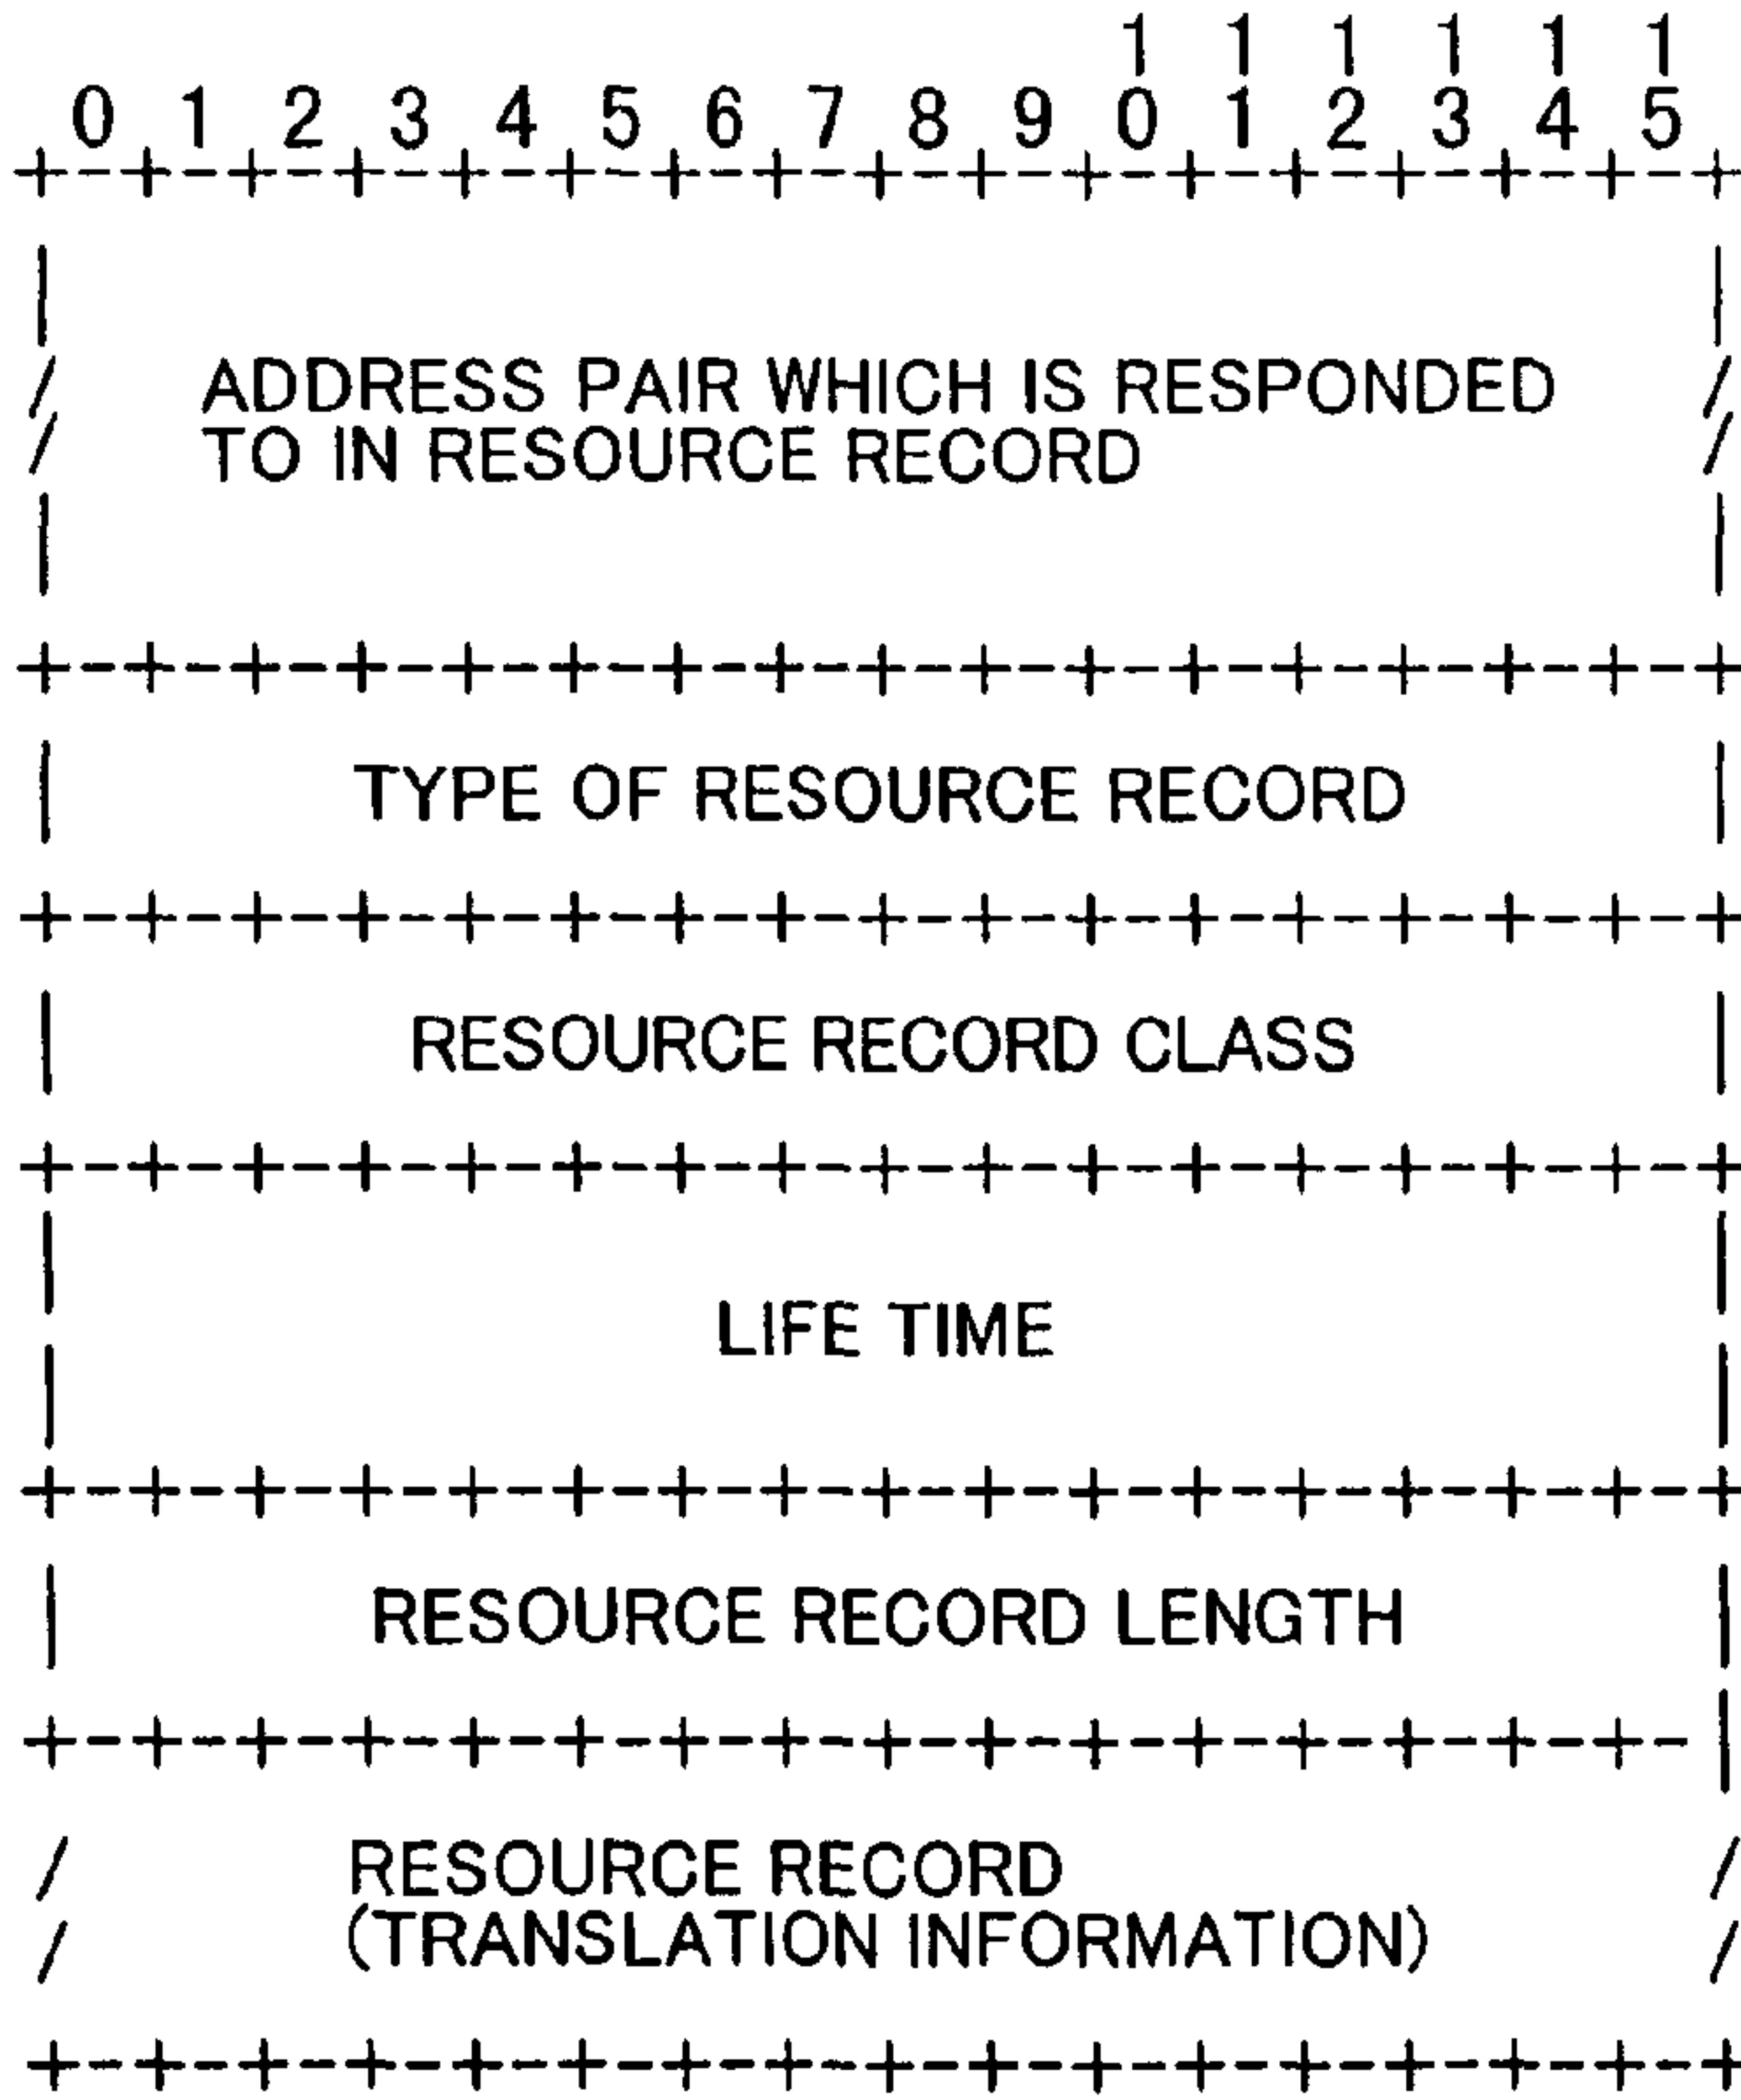 1 1 1 1 1 1
0 1 2 3 4 5 6 7 8 9 0 1 2 3 4 5
+--+--+--+--+--+--+--+--+--+--+--+--+--+--+--+--+
| |
/ ADDRESS PAIR WHICH IS RESPONDED /
/ TO IN RESOURCE RECORD /
| |
+--+--+--+--+--+--+--+--+--+--+--+--+--+--+--+--+
| TYPE OF RESOURCE RECORD |
+--+--+--+--+--+--+--+--+--+--+--+--+--+--+--+--+
| RESOURCE RECORD CLASS |
+--+--+--+--+--+--+--+--+--+--+--+--+--+--+--+--+
| |
LIFE TIME
| |
+--+--+--+--+--+--+--+--+--+--+--+--+--+--+--+--+
| RESOURCE RECORD LENGTH |
+--+--+--+--+--+--+--+--+--+--+--+--+--+--+--+-- |
/ RESOURCE RECORD /
/ (TRANSLATION INFORMATION) /
+--+--+--+--+--+--+--+--+--+--+--+--+--+--+--+--+